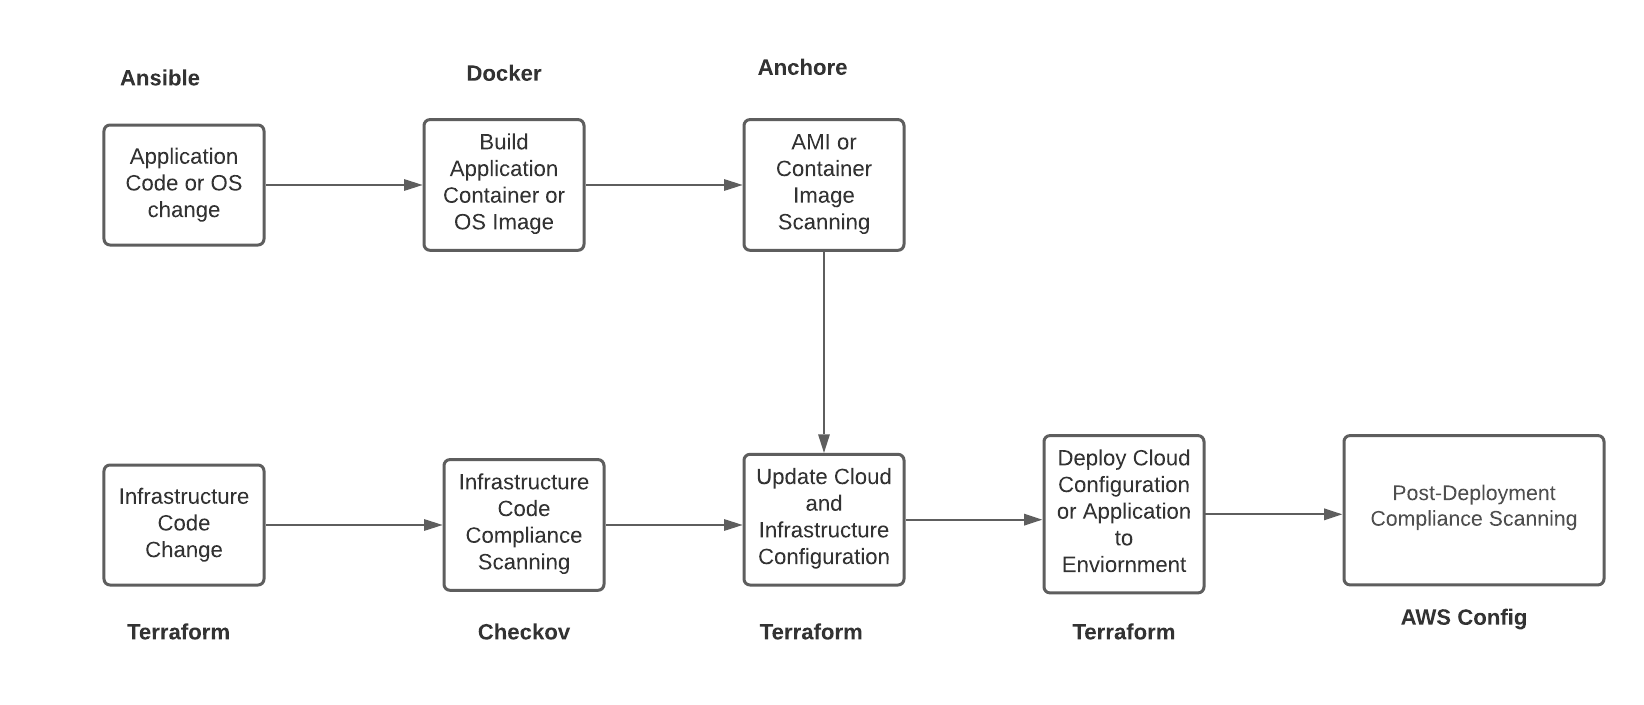 Ansible
Docker
Anchore
Application
Code or OS
change
Build
Application
Container or
OS Image
AMI or
Container
Image
Scanning
Infrastructure
Code
Change
Infrastructure
Code
Compliance
Scanning
Update Cloud
and
Infrastructure
Configuration
Deploy Cloud
Configuration
or Application
to
Enviornment
Post-Deployment
Compliance Scanning
Terraform
Checkov
Terraform
Terraform
AWS Config